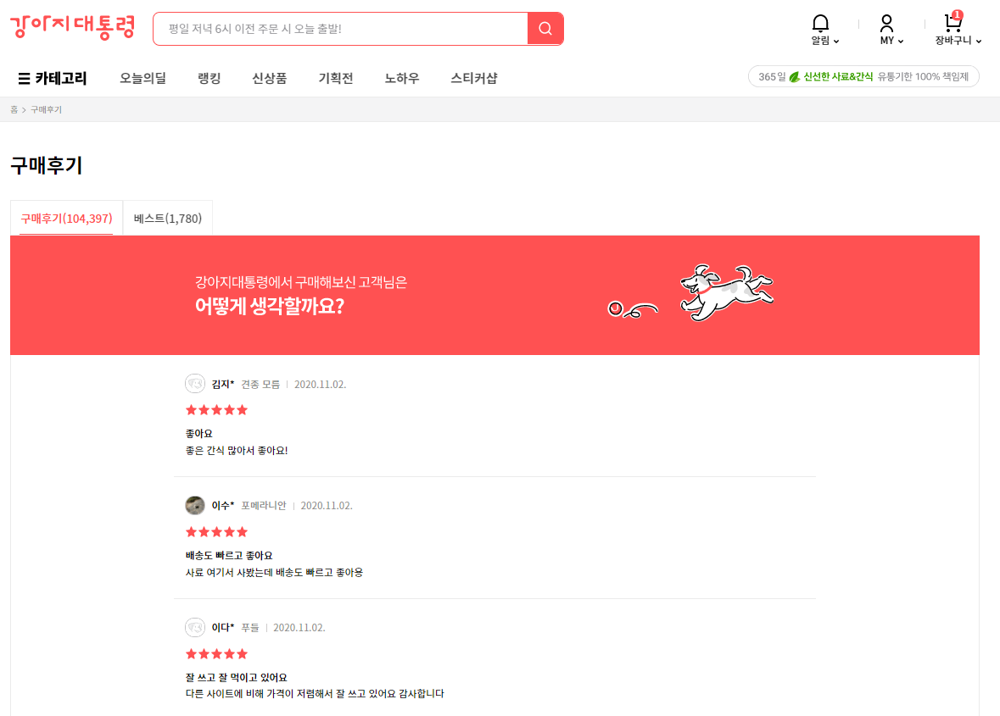 강아지대통령
평일 저녁 6시 이전 주문 시 오늘 출발!
알림
MY
1
장바구니
카테고리
오늘의딜
랭킹
신상품
기획전
노하우
스티커샵
365일 신선한 사료&간식 유통기한 100% 책임제
홈 > 구매후기
구매후기
구매후기(104,397)
베스트(1,780)
강아지대통령에서 구매해보신 고객님은
어떻게 생각할까요?
김지* 견종 모름 | 2020.11.02.
★★★★★
좋아요
좋은 간식 많아서 좋아요!
이수* 포메라니안 | 2020.11.02.
★★★★★
배송도 빠르고 좋아요
사료 여기서 사봤는데 배송도 빠르고 좋아용
이다* 푸들 | 2020.11.02.
★★★★★
잘 쓰고 잘 먹이고 있어요
다른 사이트에 비해 가격이 저렴해서 잘 쓰고 있어요 감사합니다